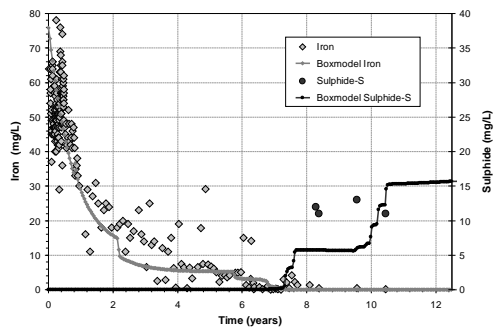 80
70
60
50
40
30
20
10
0
Iron (mg/L)
40
35
30
25
20
15
10
5
0
Sulphide (mg/L)
Iron
Boxmodel Iron
Sulphide-S
Boxmodel Sulphide-S
0 2 4 6 8 10 12
Time (years)